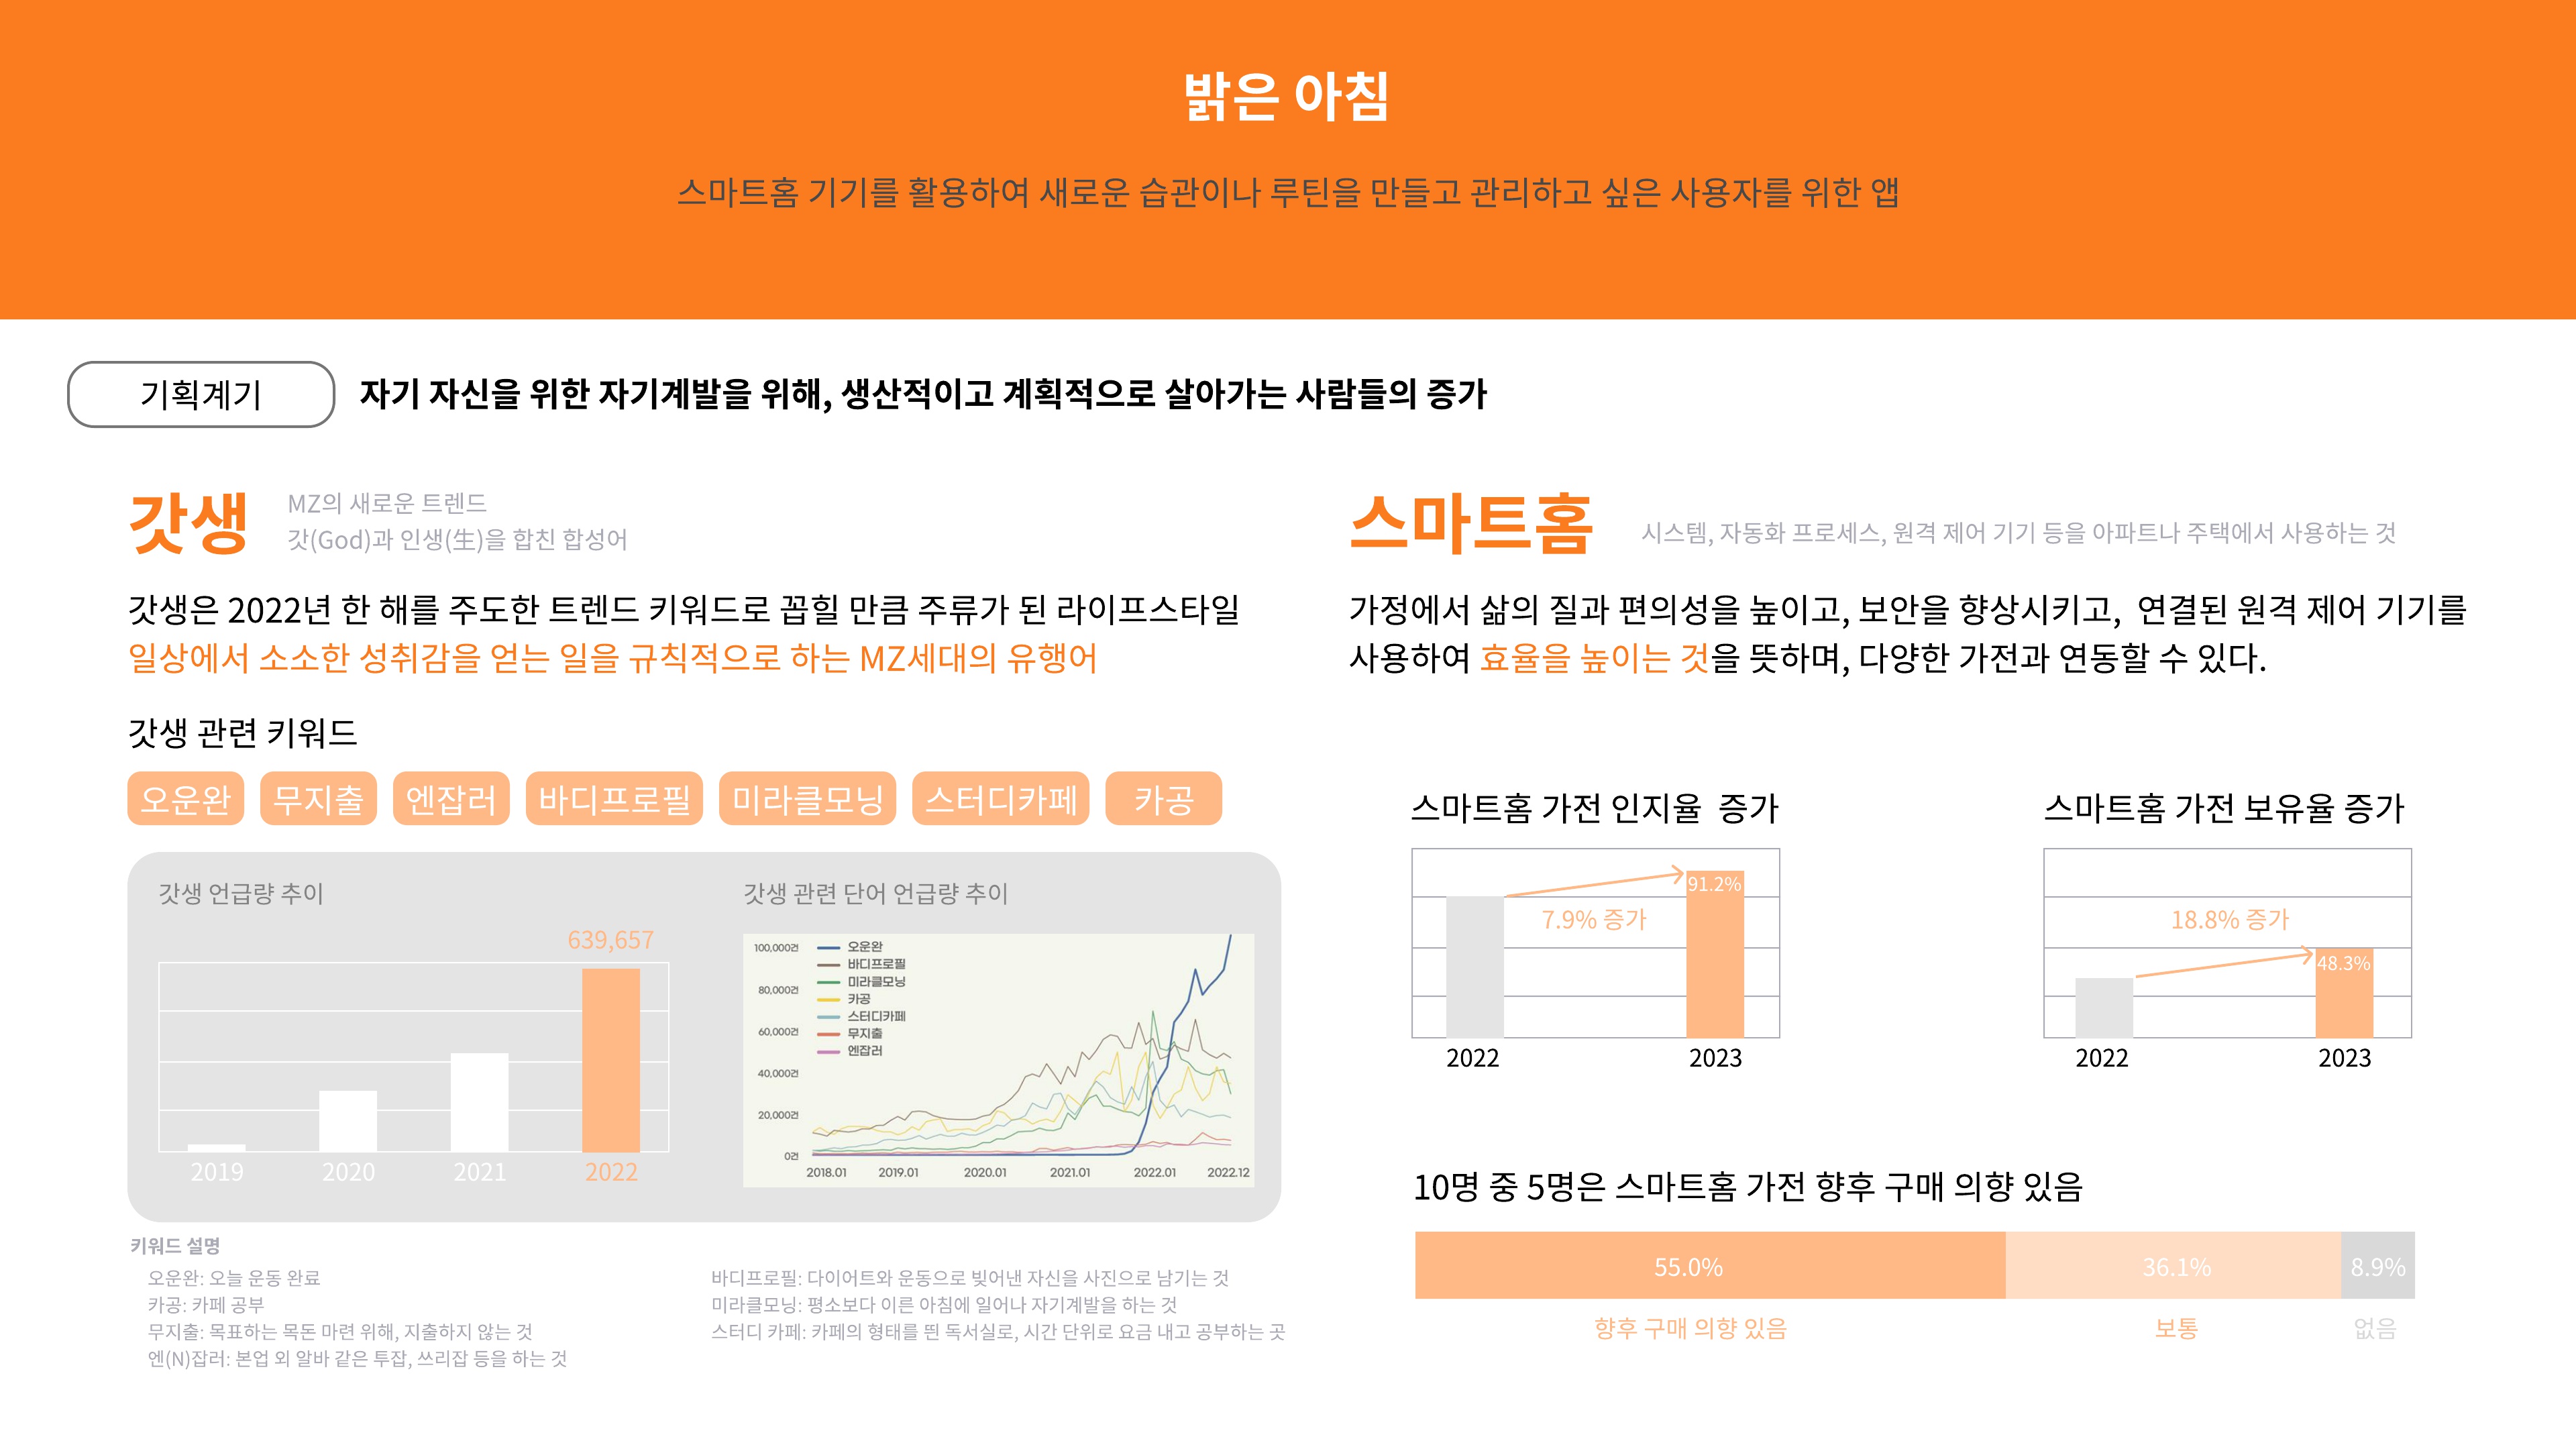 밝은 아침
스마트홈 기기를 활용하여 새로운 습관이나 루틴을 만들고 관리하고 싶은 사용자를 위한 앱
기획계기
자기 자신을 위한 자기계발을 위해, 생산적이고 계획적으로 살아가는 사람들의 증가
갓생
MZ의 새로운 트렌드
갓(God)과 인생(生)을 합친 합성어
갓생은 2022년 한 해를 주도한 트렌드 키워드로 꼽힐 만큼 주류가 된 라이프스타일
일상에서 소소한 성취감을 얻는 일을 규칙적으로 하는 MZ세대의 유행어
갓생 관련 키워드
오운완 무지출 엔잡러 바디프로필 미라클모닝 스터디카페 카공
갓생 언급량 추이
639,657
2019 2020 2021 2022
갓생 관련 단어 언급량 추이
100,000건
80,000건
60,000건
40,000건
20,000건
0건
오운완
바디프로필
미라클모닝
카공
스터디카페
무지출
엔잡러
2018.01 2019.01 2020.01 2021.01 2022.01 2022.12
키워드 설명
오운완: 오늘 운동 완료
카공: 카페 공부
무지출: 목표하는 목돈 마련 위해, 지출하지 않는 것
엔(N)잡러: 본업 외 알바 같은 투잡, 쓰리잡 등을 하는 것
바디프로필: 다이어트와 운동으로 빚어낸 자신을 사진으로 남기는 것
미라클모닝: 평소보다 이른 아침에 일어나 자기계발을 하는 것
스터디 카페: 카페의 형태를 띈 독서실로, 시간 단위로 요금 내고 공부하는 곳
스마트홈
시스템, 자동화 프로세스, 원격 제어 기기 등을 아파트나 주택에서 사용하는 것
가정에서 삶의 질과 편의성을 높이고, 보안을 향상시키고, 연결된 원격 제어 기기를
사용하여 효율을 높이는 것을 뜻하며, 다양한 가전과 연동할 수 있다.
스마트홈 가전 인지율 증가
91.2%
7.9% 증가
2022 2023
스마트홈 가전 보유율 증가
18.8% 증가
48.3%
2022 2023
10명 중 5명은 스마트홈 가전 향후 구매 의향 있음
55.0% 36.1% 8.9%
향후 구매 의향 있음 보통 없음